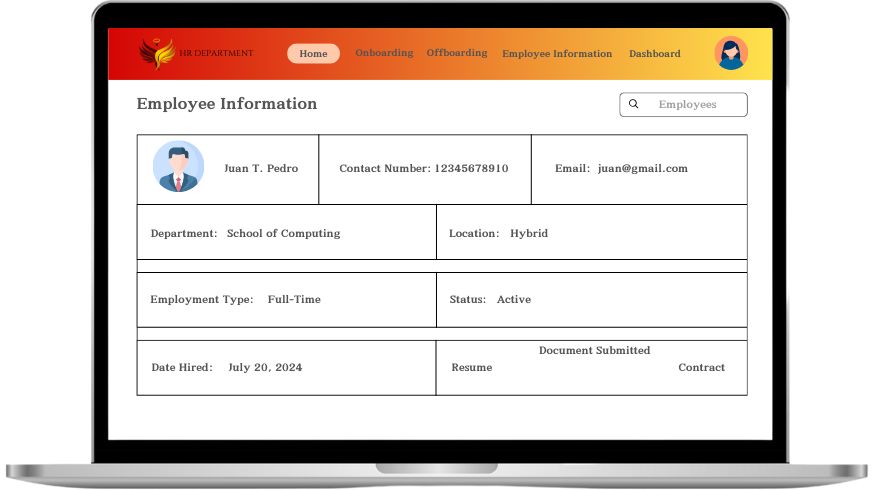 HR DEPARTMENT Home Onboarding Offboarding Employee Information Dashboard
Employee Information Employees
Juan T. Pedro Contact Number: 12345678910 Email: juan@gmail.com
Department: School of Computing Location: Hybrid
Employment Type: Full-Time Status: Active
Document Submitted
Date Hired: July 20, 2024 Resume Contract